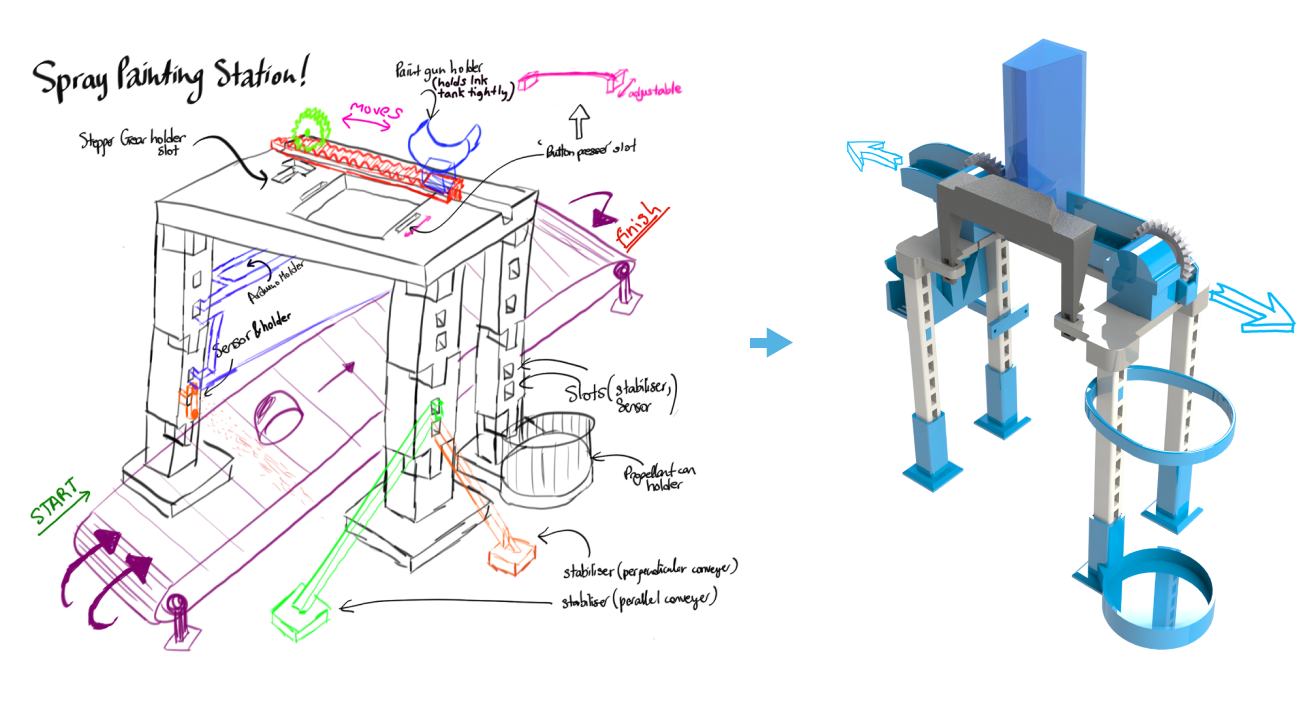 Spray Painting Station!
Paint gun holder
(holds Ink
tank tightly)
adjustable
moves
Stepper Gear holder
slot
Button presser slot
finish
Arduino Holder
Sensor & holder
Slots (stabiliser,
Sensor)
Propellant can
holder
START
stabiliser (perpendicular conveyer)
stabiliser (parallel conveyer)